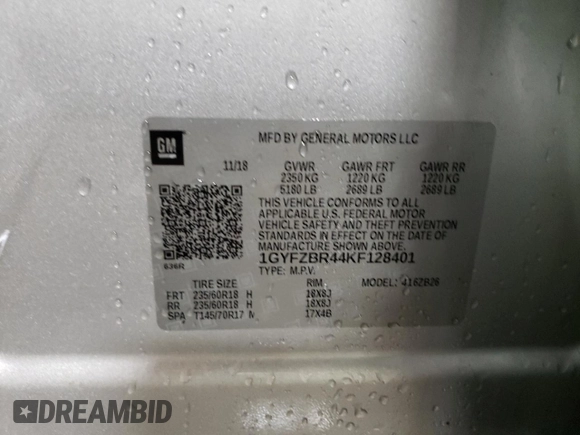 GM
MFD BY GENERAL MOTORS LLC
11/18 GVWR GAWR FRT GAWR RR
2350 KG 1220 KG 1220 KG
5180 LB 2689 LB 2689 LB
THIS VEHICLE CONFORMS TO ALL
APPLICABLE U.S. FEDERAL MOTOR
VEHICLE SAFETY AND THEFT PREVENTION
STANDARDS IN EFFECT ON THE DATE OF
MANUFACTURE SHOWN ABOVE.
1GYFZBR44KF128401
TYPE: M.P.V. MODEL: 416ZB26
S36R
TIRE SIZE RIM
FRT 235/60R18 H 18X8J
RR 235/60R18 H 18X8J
SPA T145/70R17 M 17X4B
DREAMBID